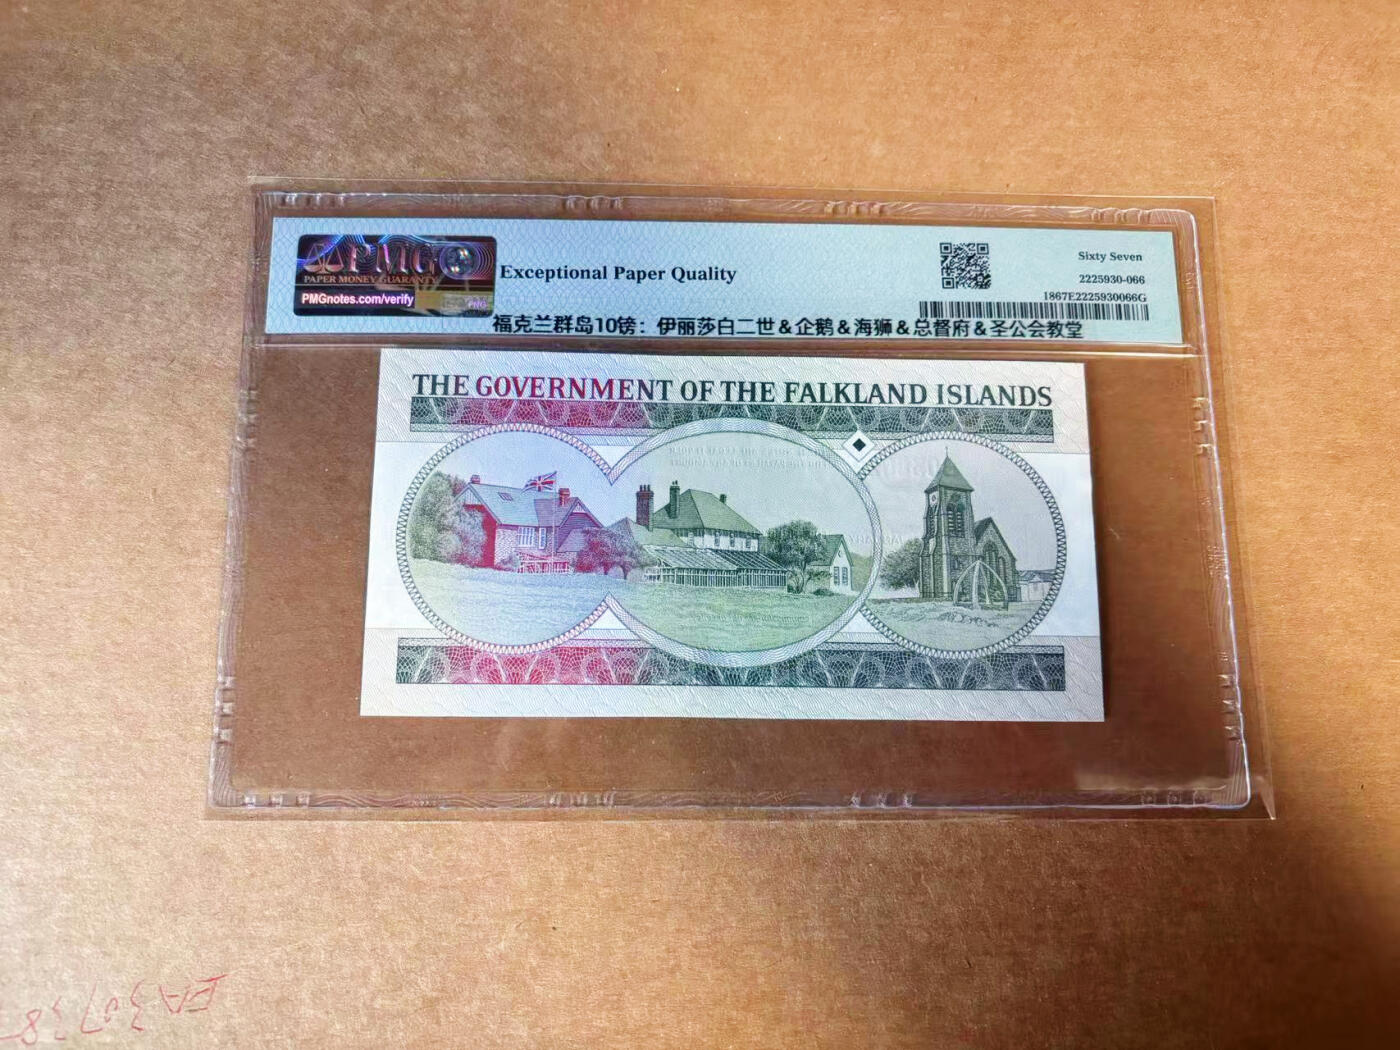 PMG
PAPER MONEY GUARANTY
PMGnotes.com/verify
Exceptional Paper Quality
Sixty Seven
2225930-066
1867E2225930066G
福克兰群岛10镑：伊丽莎白二世＆企鹅＆海狮＆总督府＆圣公会教堂
THE GOVERNMENT OF THE FALKLAND ISLANDS
EA30738